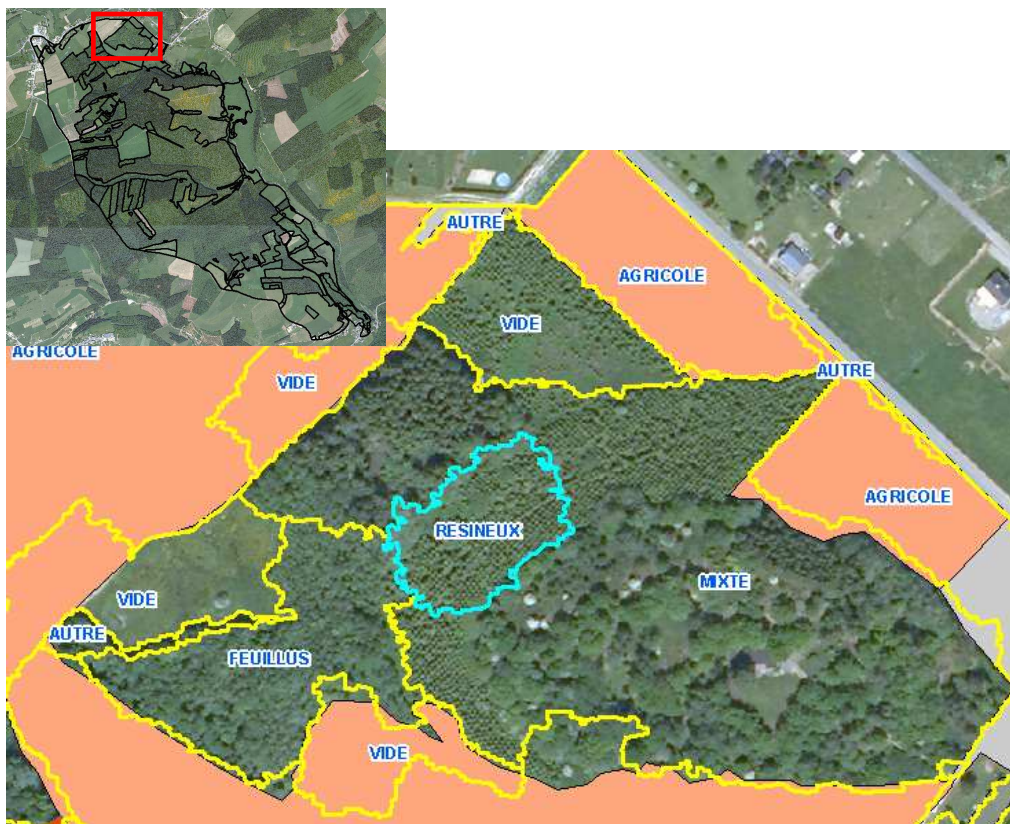 AUTRE
AGRICOLE
VIDE
AGRICOLE
AUTRE
VIDE
AGRICOLE
RESINEUX
MIXTE
VIDE
AUTRE
FEUILLUS
VIDE